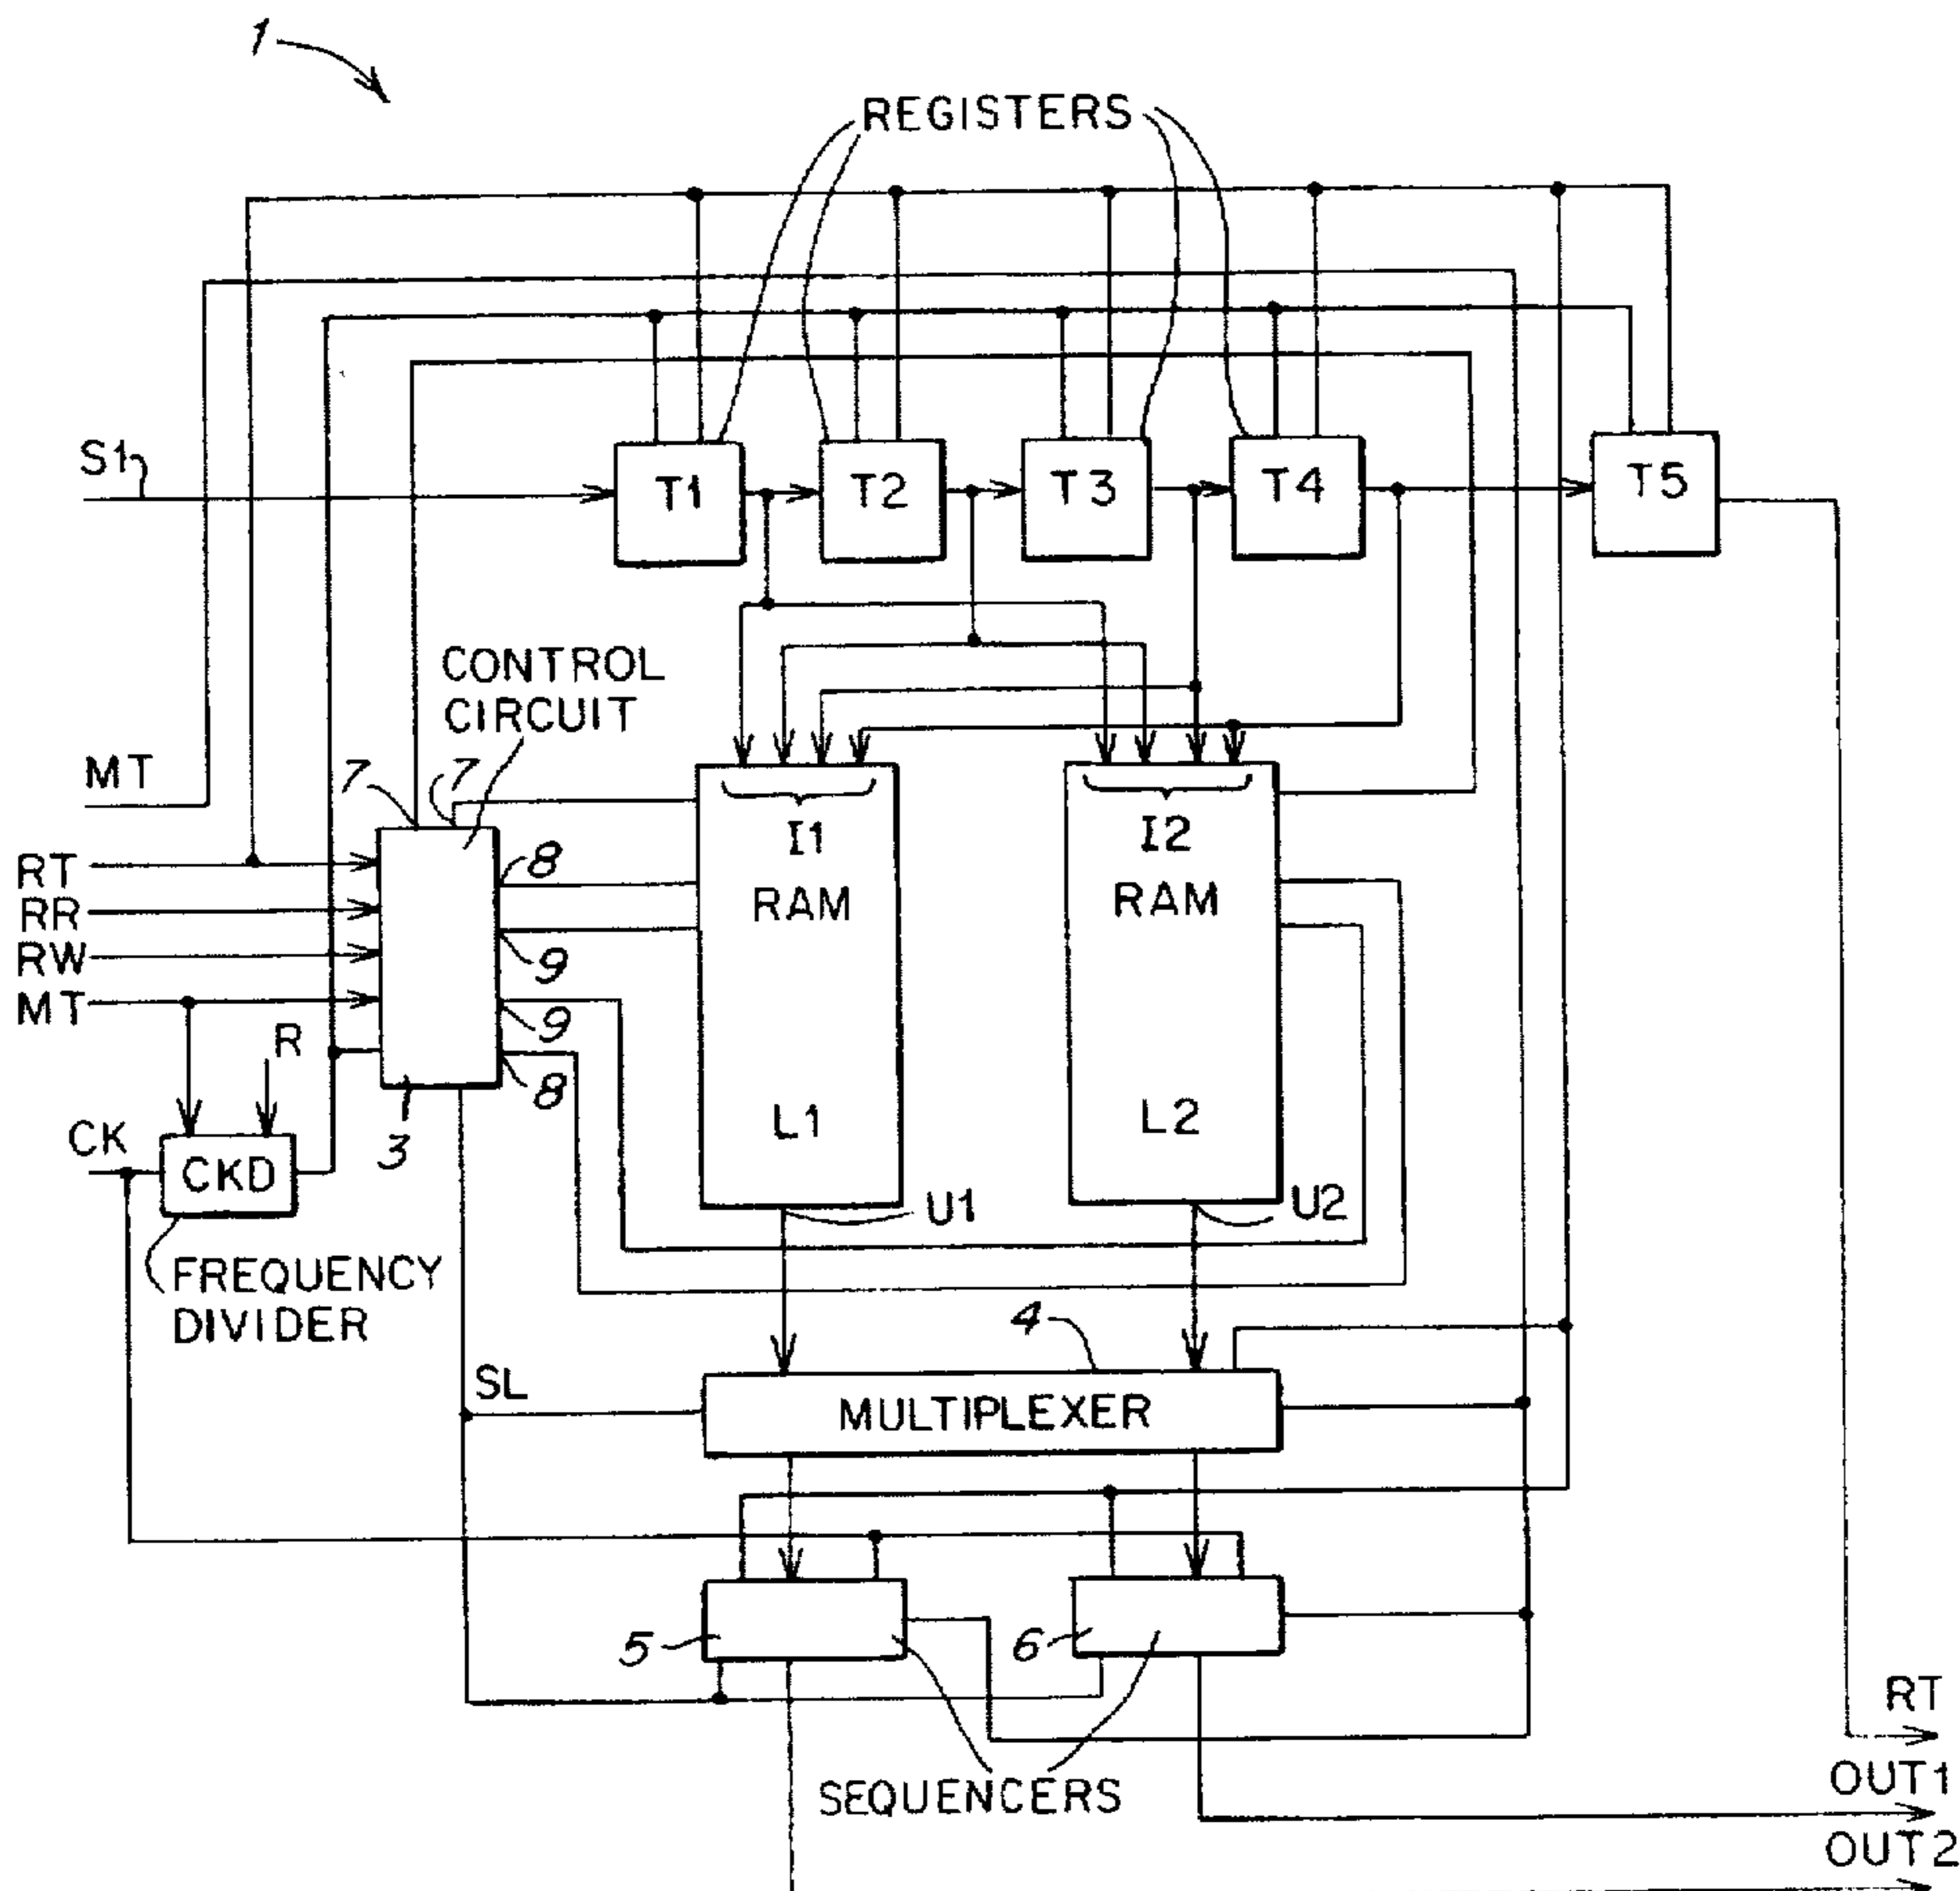 1
REGISTERS
S1
T1
T2
T3
T4
T5
CONTROL
CIRCUIT
MT
7
7
I1
I2
RT
8
RAM
RAM
RR
RW
9
MT
9
R
8
L1
L2
CK
CKD
3
U1
U2
FREQUENCY
DIVIDER
4
SL
MULTIPLEXER
5
6
RT
SEQUENCERS
OUT1
OUT2